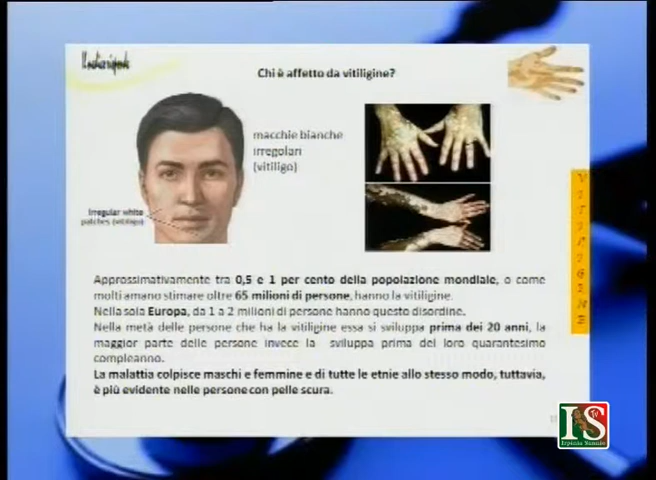 Chi è affetto da vitiligine?
macchie bianche
irregolari
(vitiligo)
Irregular white
patches (vitiligo)
Approssimativamente tra 0,5 e 1 per cento della popolazione mondiale, o come
molti amano stimare oltre 65 milioni di persone, hanno la vitiligine.
Nella sola Europa, da 1 a 2 milioni di persone hanno questo disordine.
Nella metà delle persone che ha la vitiligine essa si sviluppa prima dei 20 anni, la
maggior parte delle persone invece la sviluppa prima del loro quarantesimo
compleanno.
La malattia colpisce maschi e femmine e di tutte le etnie allo stesso modo, tuttavia,
è più evidente nelle persone con pelle scura.
VITILIGINE
IS Tv
Irpinia Sannio